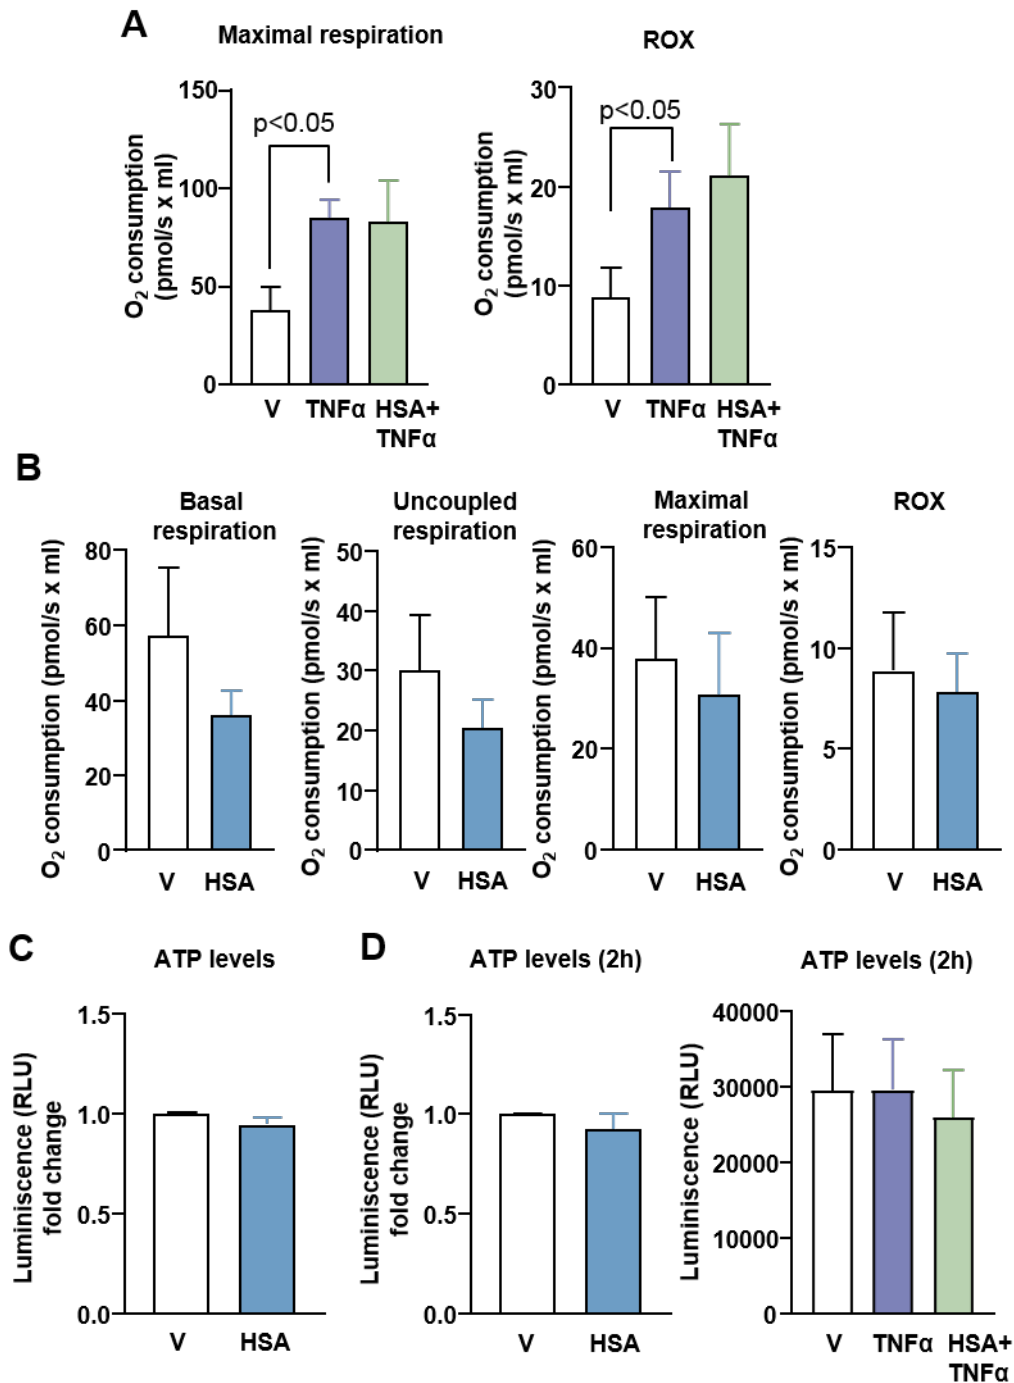 A
Maximal respiration
ROX
O2 consumption
(pmol/s x ml)
150
100
50
0
p<0.05
V
TNFα
HSA+
TNFα
O2 consumption
(pmol/s x ml)
30
20
10
0
p<0.05
V
TNFα
HSA+
TNFα
B
Basal
respiration
O2 consumption (pmol/s x ml)
80
60
40
20
0
V
HSA
Uncoupled
respiration
O2 consumption (pmol/s x ml)
50
40
30
20
10
0
V
HSA
Maximal
respiration
O2 consumption (pmol/s x ml)
60
40
20
0
V
HSA
ROX
O2 consumption (pmol/s x ml)
15
10
5
0
V
HSA
C
ATP levels
Luminiscence (RLU)
fold change
1.5
1.0
0.5
0.0
V
HSA
D
ATP levels (2h)
Luminiscence (RLU)
fold change
1.5
1.0
0.5
0.0
V
HSA
ATP levels (2h)
Luminiscence (RLU)
40000
30000
20000
10000
0
V
TNFα
HSA+
TNFα